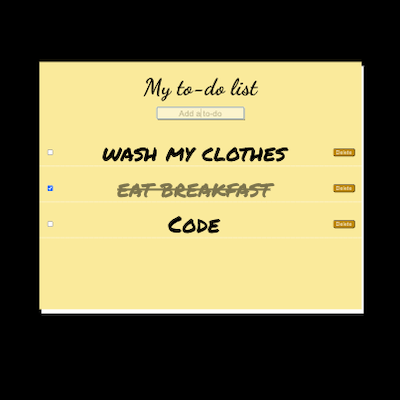 My to-do list
Add a to-do
WASH MY CLOTHES Delete
EAT BREAKFAST Delete
CODE Delete